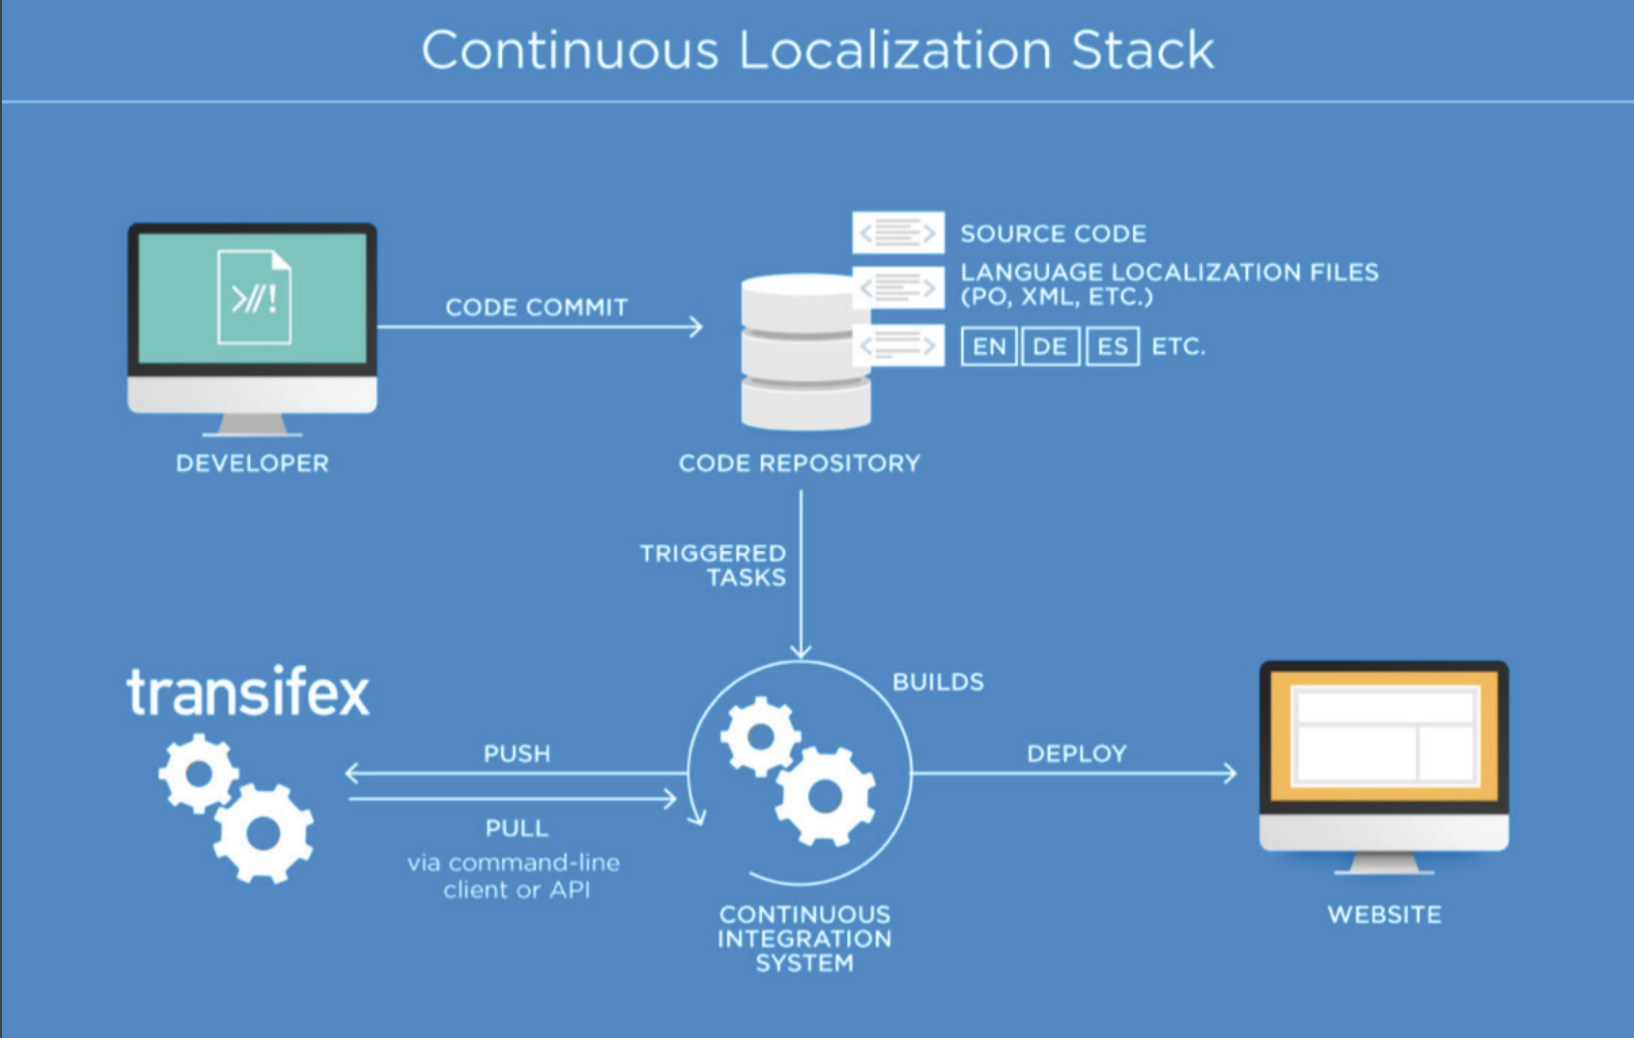 Continuous Localization Stack
>//!
CODE COMMIT
SOURCE CODE
LANGUAGE LOCALIZATION FILES
(PO, XML, ETC.)
EN DE ES ETC.
DEVELOPER
CODE REPOSITORY
TRIGGERED
TASKS
transifex
BUILDS
PUSH
DEPLOY
PULL
via command-line
client or API
CONTINUOUS
INTEGRATION
SYSTEM
WEBSITE